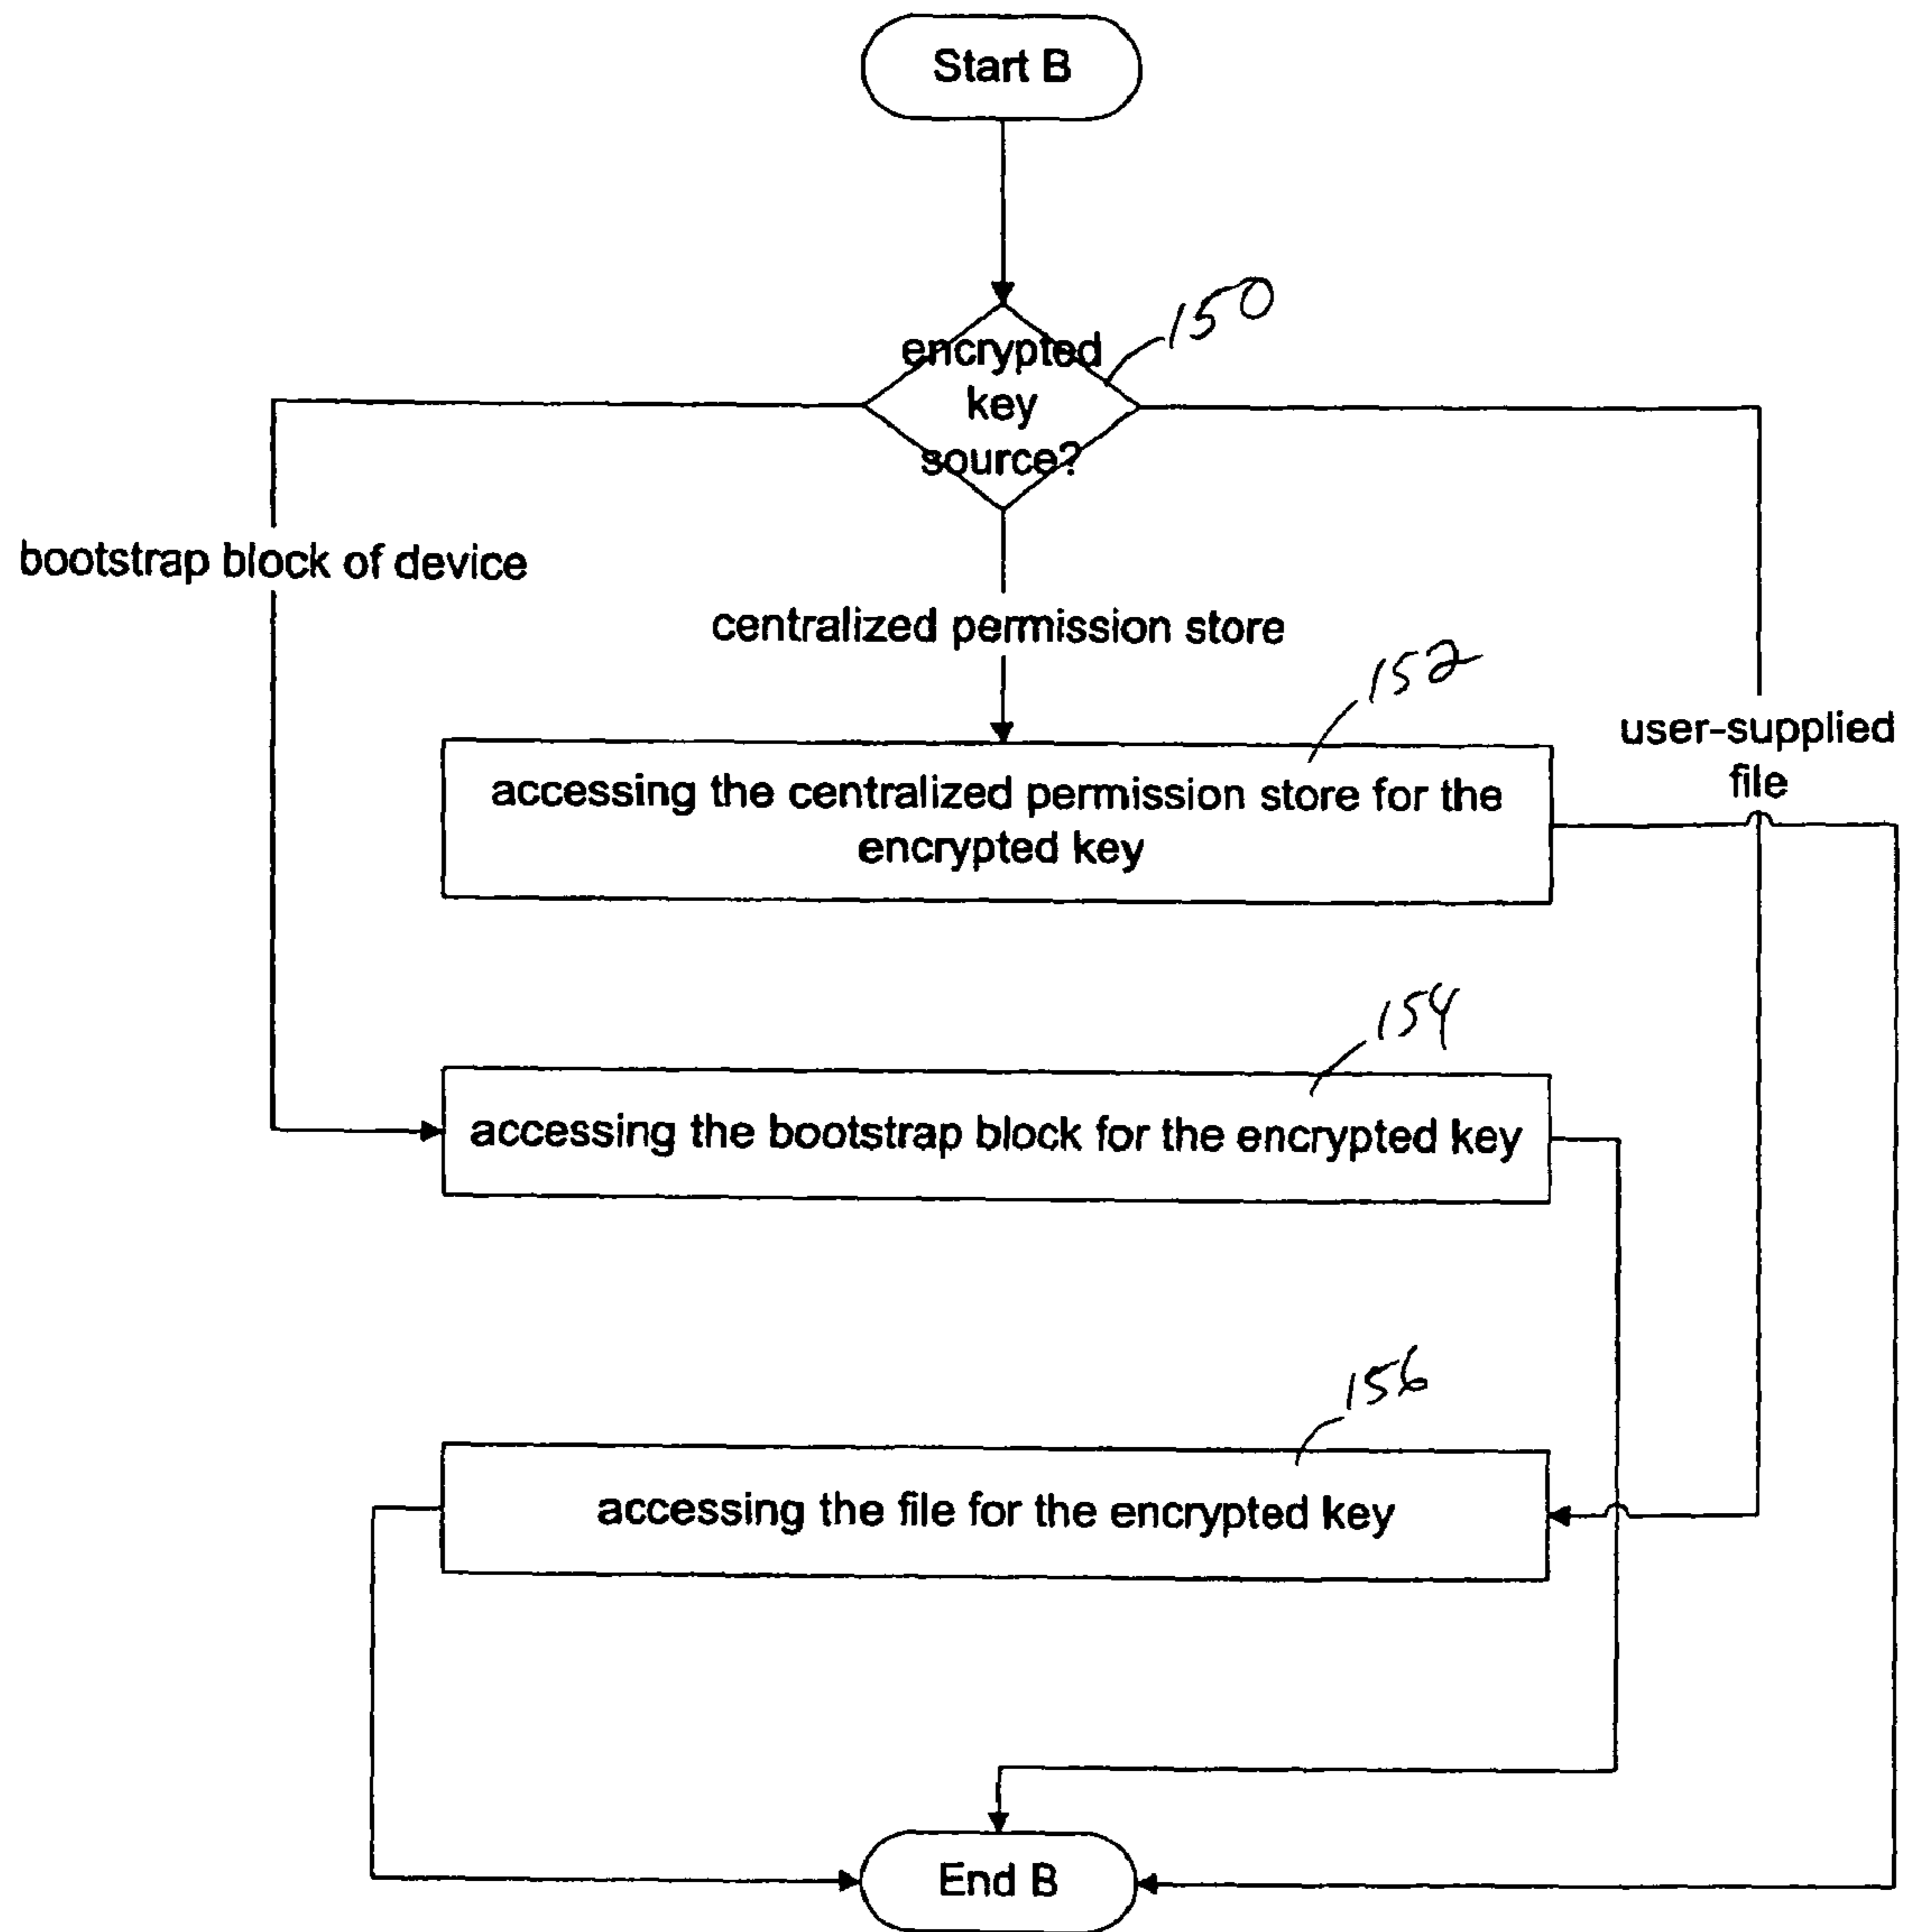 Start B
encrypted
key
source?
150
bootstrap block of device
centralized permission store
152
user-supplied
file
accessing the centralized permission store for the
encrypted key
154
accessing the bootstrap block for the encrypted key
156
accessing the file for the encrypted key
End B